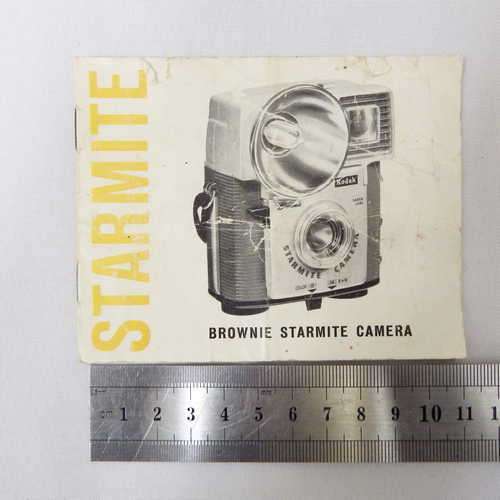 STARMITE
Kodak
STARMITE CAMERA
BROWNIE STARMITE CAMERA
cm 1 2 3 4 5 6 7 8 9 10 11